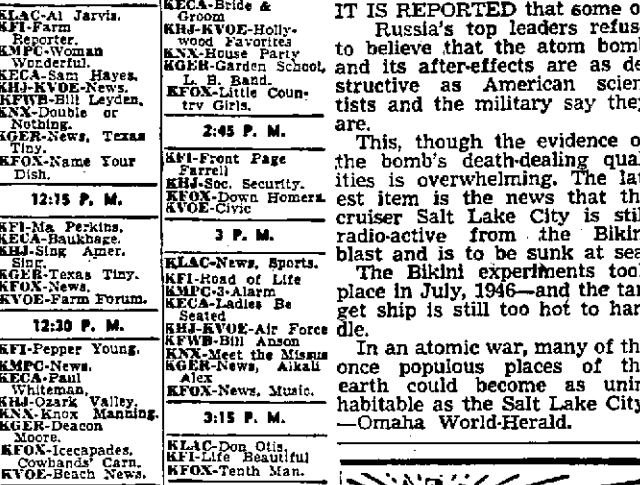 KLAC-Al Jarvis.
KFI-Farm
Reporter.
KMPC-Woman
Wonderful.
KECA-Sam Hayes.
KHJ-KVOE-News.
KFWB-Bill Leyden.
KNX-Double or
Nothing.
KGER-News, Texas
Tiny.
KFOX-Name Your
Dish.
12:15 P. M.
KFI-Ma Perkins.
KECA-Baukhage.
KHJ-Sing Amer.
Sing.
KGER-Texas Tiny.
KFOX-News.
KVOE-Farm Forum.
12:30 P. M.
KFI-Pepper Young.
KMPC-News.
KECA-Paul
Whiteman.
KHJ-Ozark Valley.
KNX-Knox Manning.
KGER-Deacon
Moore.
KFOX-Icecapades.
Cowhands' Carn.
KVOE-Beach News.
KECA-Bride &
Groom
KHJ-KVOE-Holly-
wood Favorites
KNX-House Party
KGER-Garden School,
L. B. Band.
KFOX-Little Coun-
try Girls.
2:45 P. M.
KFI-Front Page
Farrell
KHJ-Soc. Security.
KFOX-Down Homers.
KVOE-Civic
3 P. M.
KLAC-News, Sports.
KFI-Road of Life
KMPC-3-Alarm
KECA-Ladies Be
Seated
KHJ-KVOE-Air Force
KFWB-Bill Anson
KNX-Meet the Missus
KGER-News, Alkali
Alex
KFOX-News, Music.
3:15 P. M.
KLAC-Don Otis.
KFI-Life Beautiful
KFOX-Tenth Man.
IT IS REPORTED that some o
Russia's top leaders refus
to believe that the atom bom
and its after-effects are as de
structive as American scien
tists and the military say they
are.
This, though the evidence o
the bomb's death-dealing qual
ities is overwhelming. The lat
est item is the news that th
cruiser Salt Lake City is stil
radio-active from the Bikin
blast and is to be sunk at sea
The Bikini experiments too
place in July, 1946—and the tar
get ship is still too hot to han
dle.
In an atomic war, many of th
once populous places of th
earth could become as unin
habitable as the Salt Lake City
—Omaha World-Herald.